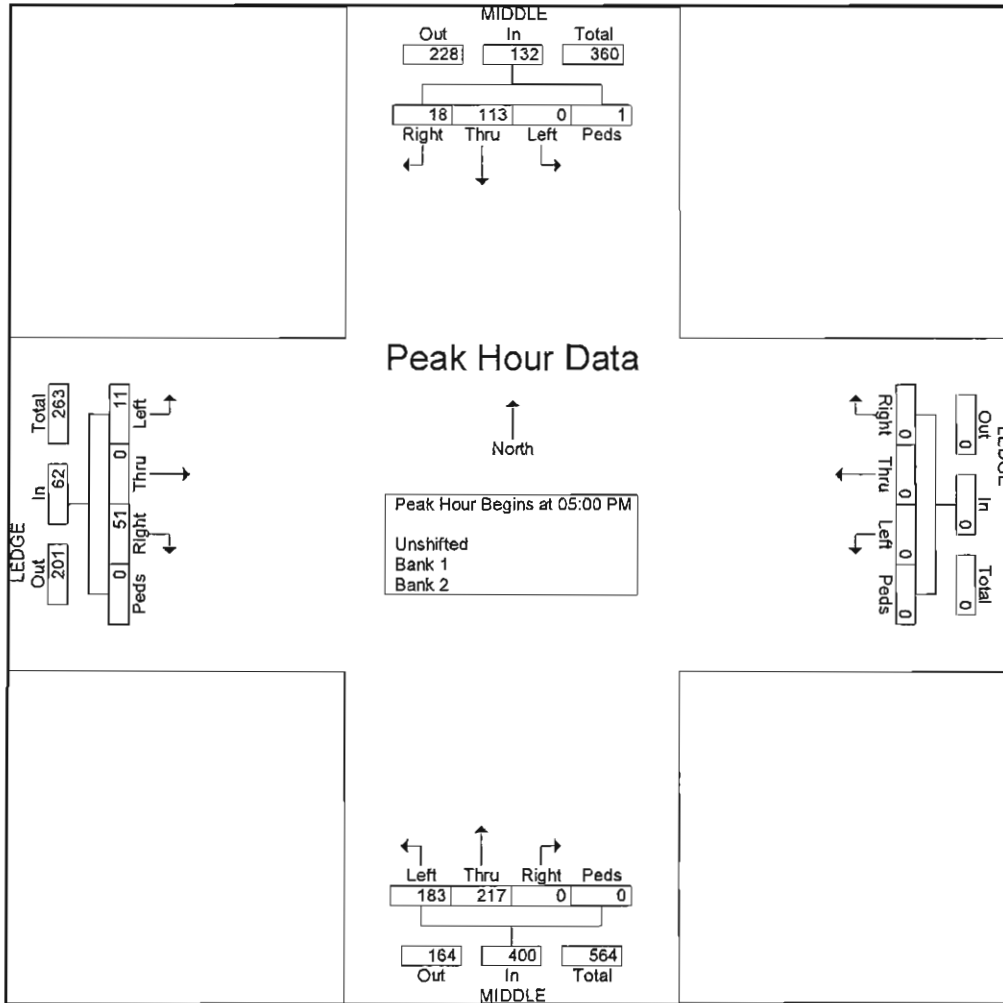 MIDDLE
Out In Total
228 132 360
18 113 0 1
Right Thru Left Peds
Peak Hour Data
North
Peak Hour Begins at 05:00 PM
Unshifted
Bank 1
Bank 2
LEDGE
Out In Total
201 62 263
11 0 51 0
Left Thru Right Peds
LEDGE
Out In Total
0 0 0
0 0 0 0
Right Thru Left Peds
Left Thru Right Peds
183 217 0 0
164 400 564
Out In Total
MIDDLE